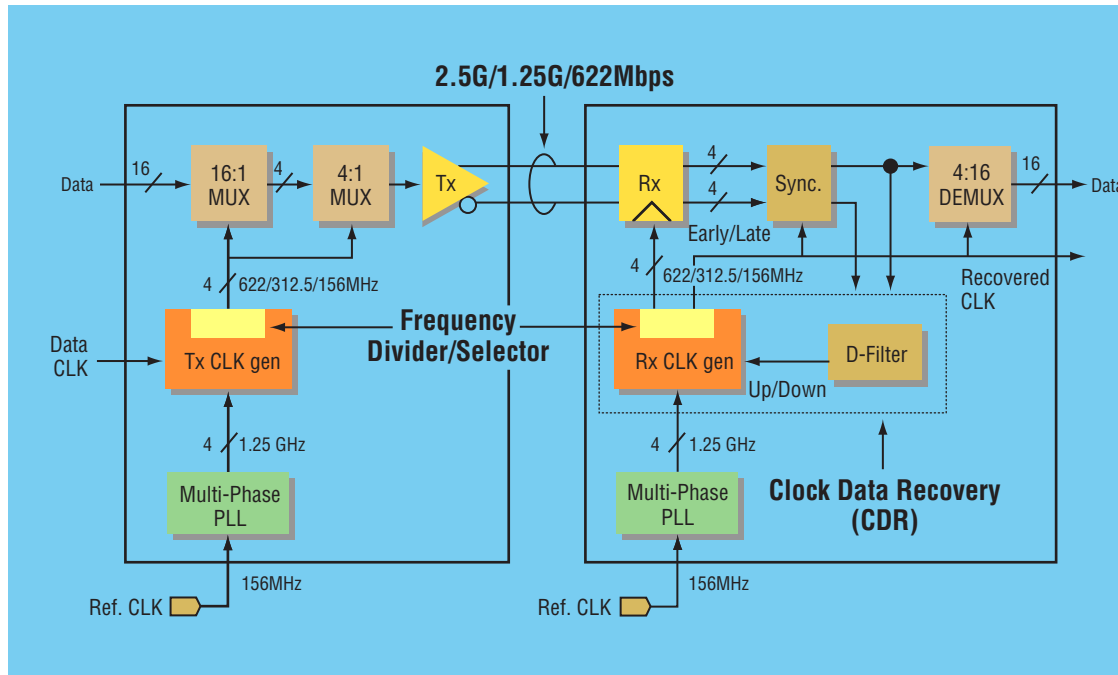 2.5G/1.25G/622Mbps
Data
16
16:1
MUX
4
4:1
MUX
Tx
Rx
4
4
Early/Late
Sync.
4:16
DEMUX
16
Data
4
622/312.5/156MHz
4
622/312.5/156MHz
Recovered
CLK
Data
CLK
Tx CLK gen
Frequency
Divider/Selector
Rx CLK gen
D-Filter
Up/Down
4
1.25 GHz
4
1.25 GHz
Multi-Phase
PLL
Multi-Phase
PLL
Clock Data Recovery
(CDR)
156MHz
Ref. CLK
156MHz
Ref. CLK